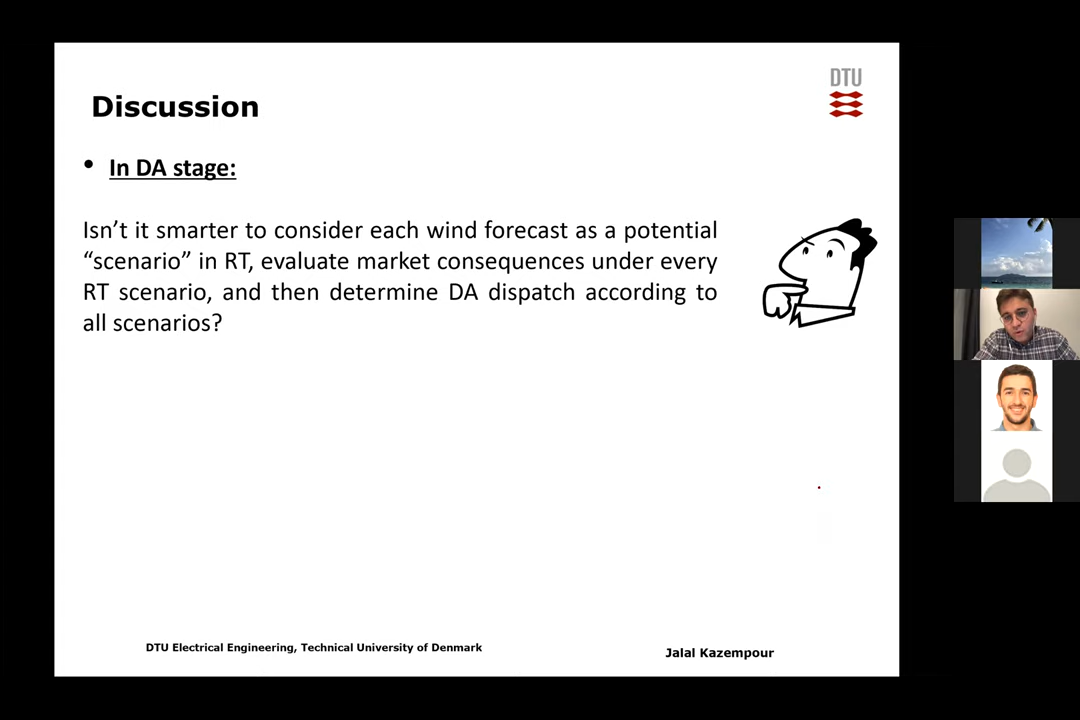 DTU
Discussion
• In DA stage:
Isn’t it smarter to consider each wind forecast as a potential
“scenario” in RT, evaluate market consequences under every
RT scenario, and then determine DA dispatch according to
all scenarios?
DTU Electrical Engineering, Technical University of Denmark
Jalal Kazempour